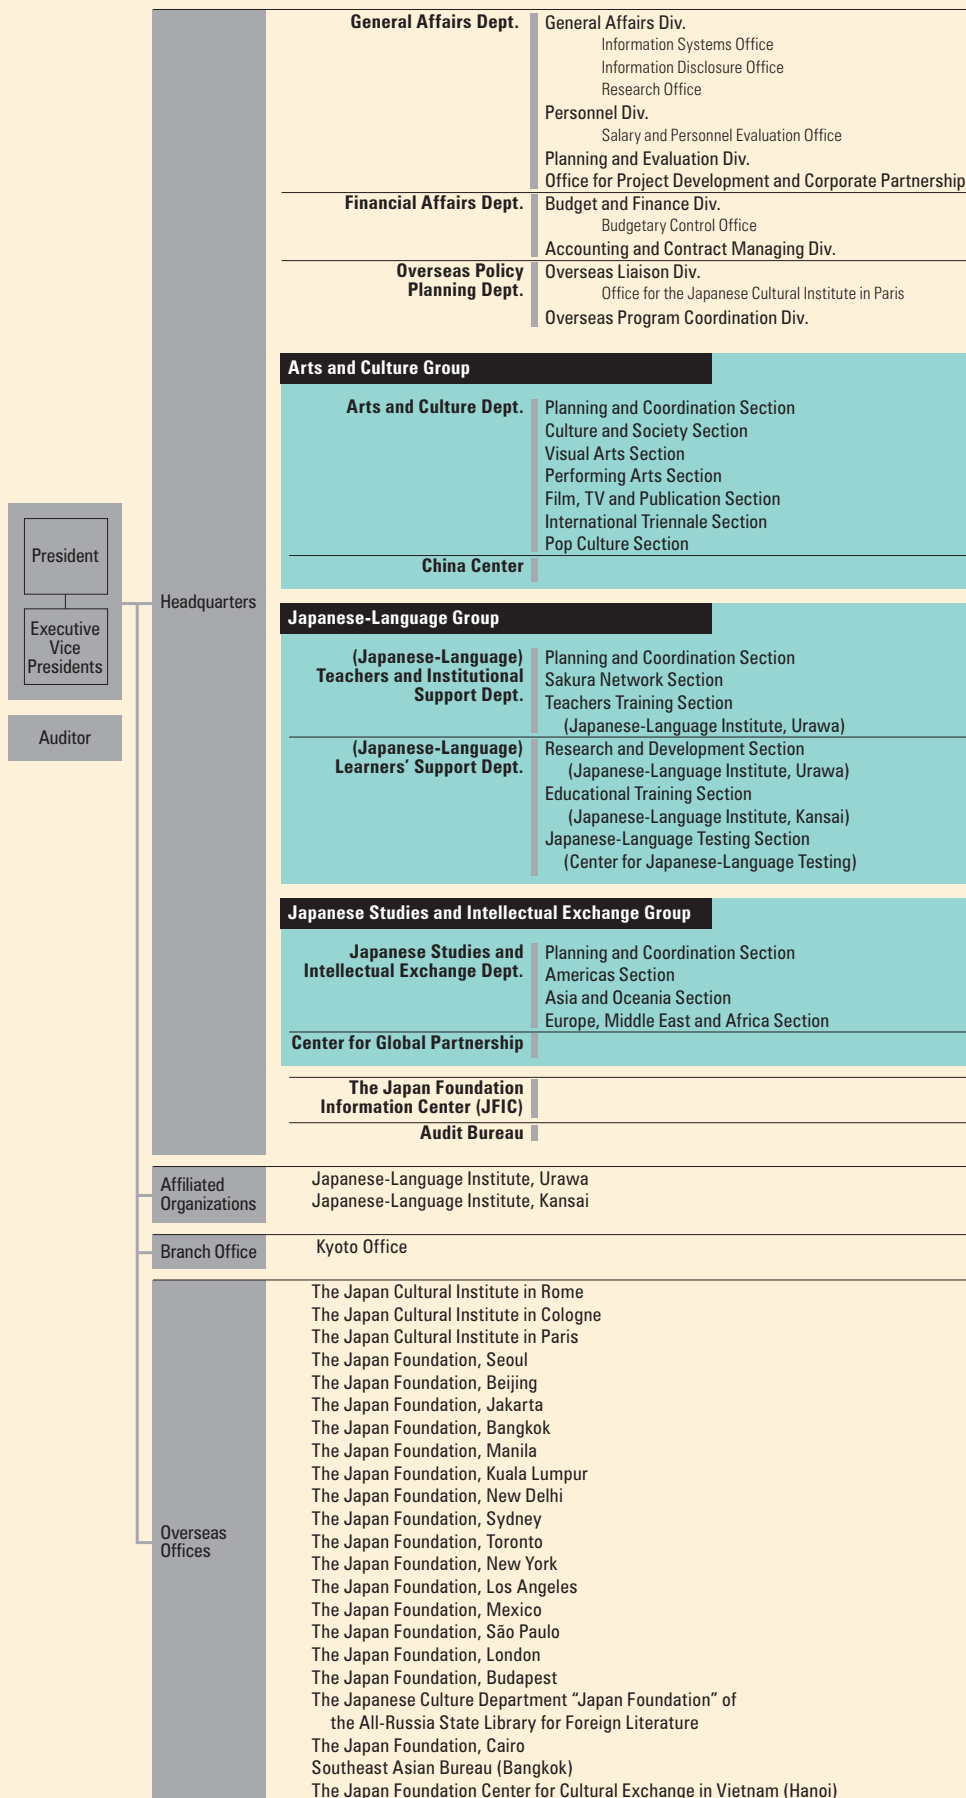 President
Executive
Vice
Presidents
Auditor
Headquarters
General Affairs Dept.
General Affairs Div.
Information Systems Office
Information Disclosure Office
Research Office
Personnel Div.
Salary and Personnel Evaluation Office
Planning and Evaluation Div.
Office for Project Development and Corporate Partnership
Financial Affairs Dept.
Budget and Finance Div.
Budgetary Control Office
Accounting and Contract Managing Div.
Overseas Policy
Planning Dept.
Overseas Liaison Div.
Office for the Japanese Cultural Institute in Paris
Overseas Program Coordination Div.
Arts and Culture Group
Arts and Culture Dept.
Planning and Coordination Section
Culture and Society Section
Visual Arts Section
Performing Arts Section
Film, TV and Publication Section
International Triennale Section
Pop Culture Section
China Center
Japanese-Language Group
(Japanese-Language)
Teachers and Institutional
Support Dept.
Planning and Coordination Section
Sakura Network Section
Teachers Training Section
(Japanese-Language Institute, Urawa)
(Japanese-Language)
Learners’ Support Dept.
Research and Development Section
(Japanese-Language Institute, Urawa)
Educational Training Section
(Japanese-Language Institute, Kansai)
Japanese-Language Testing Section
(Center for Japanese-Language Testing)
Japanese Studies and Intellectual Exchange Group
Japanese Studies and
Intellectual Exchange Dept.
Planning and Coordination Section
Americas Section
Asia and Oceania Section
Europe, Middle East and Africa Section
Center for Global Partnership
The Japan Foundation
Information Center (JFIC)
Audit Bureau
Affiliated
Organizations
Japanese-Language Institute, Urawa
Japanese-Language Institute, Kansai
Branch Office
Kyoto Office
Overseas
Offices
The Japan Cultural Institute in Rome
The Japan Cultural Institute in Cologne
The Japan Cultural Institute in Paris
The Japan Foundation, Seoul
The Japan Foundation, Beijing
The Japan Foundation, Jakarta
The Japan Foundation, Bangkok
The Japan Foundation, Manila
The Japan Foundation, Kuala Lumpur
The Japan Foundation, New Delhi
The Japan Foundation, Sydney
The Japan Foundation, Toronto
The Japan Foundation, New York
The Japan Foundation, Los Angeles
The Japan Foundation, Mexico
The Japan Foundation, São Paulo
The Japan Foundation, London
The Japan Foundation, Budapest
The Japanese Culture Department “Japan Foundation” of
the All-Russia State Library for Foreign Literature
The Japan Foundation, Cairo
Southeast Asian Bureau (Bangkok)
The Japan Foundation Center for Cultural Exchange in Vietnam (Hanoi)